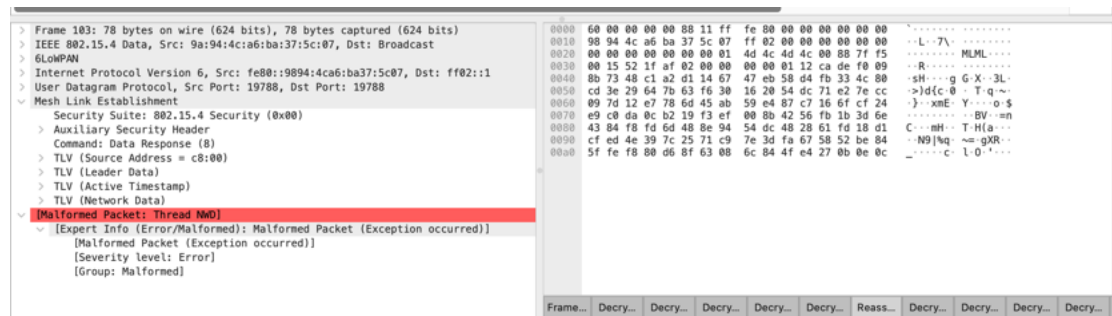 Frame 103: 78 bytes on wire (624 bits), 78 bytes captured (624 bits)
IEEE 802.15.4 Data, Src: 9a:94:4c:a6:ba:37:5c:07, Dst: Broadcast
6LoWPAN
Internet Protocol Version 6, Src: fe80::9894:4ca6:ba37:5c07, Dst: ff02::1
User Datagram Protocol, Src Port: 19788, Dst Port: 19788
Mesh Link Establishment
Security Suite: 802.15.4 Security (0x00)
Auxiliary Security Header
Command: Data Response (8)
TLV (Source Address = c8:00)
TLV (Leader Data)
TLV (Active Timestamp)
TLV (Network Data)
[Malformed Packet: Thread NWD]
[Expert Info (Error/Malformed): Malformed Packet (Exception occurred)]
[Malformed Packet (Exception occurred)]
[Severity level: Error]
[Group: Malformed]
0000 60 00 00 00 00 88 11 ff fe 80 00 00 00 00 00 00 `······· ········
0010 98 94 4c a6 ba 37 5c 07 ff 02 00 00 00 00 00 00 ··L··7\· ········
0020 00 00 00 00 00 00 00 01 4d 4c 4d 4c 00 88 7f f5 ········ MLML····
0030 00 15 52 1f af 02 00 00 00 00 01 12 ca de f0 09 ··R····· ········
0040 8b 73 48 c1 a2 d1 14 67 47 eb 58 d4 fb 33 4c 80 ·sH····g G·X··3L·
0050 cd 3e 29 64 7b 63 f6 30 16 20 54 dc 71 e2 7e cc ·>)d{c·0 · T·q·~·
0060 09 7d 12 e7 78 6d 45 ab 59 e4 87 c7 16 6f cf 24 ·}··xmE· Y····o·$
0070 e9 c0 da 0c b2 19 f3 ef 00 8b 42 56 fb 1b 3d 6e ········ ··BV··=n
0080 43 84 f8 fd 6d 48 8e 94 54 dc 48 28 61 fd 18 d1 C···mH·· T·H(a···
0090 cf ed 4e 39 7c 25 71 c9 7e 3d fa 67 58 52 be 84 ··N9|%q· ~=·gXR··
00a0 5f fe f8 80 d6 8f 63 08 6c 84 4f e4 27 0b 0e 0c _·····c· l·O·'···
Frame... Decry... Decry... Decry... Decry... Decry... Reass... Decry... Decry... Decry... Decry...